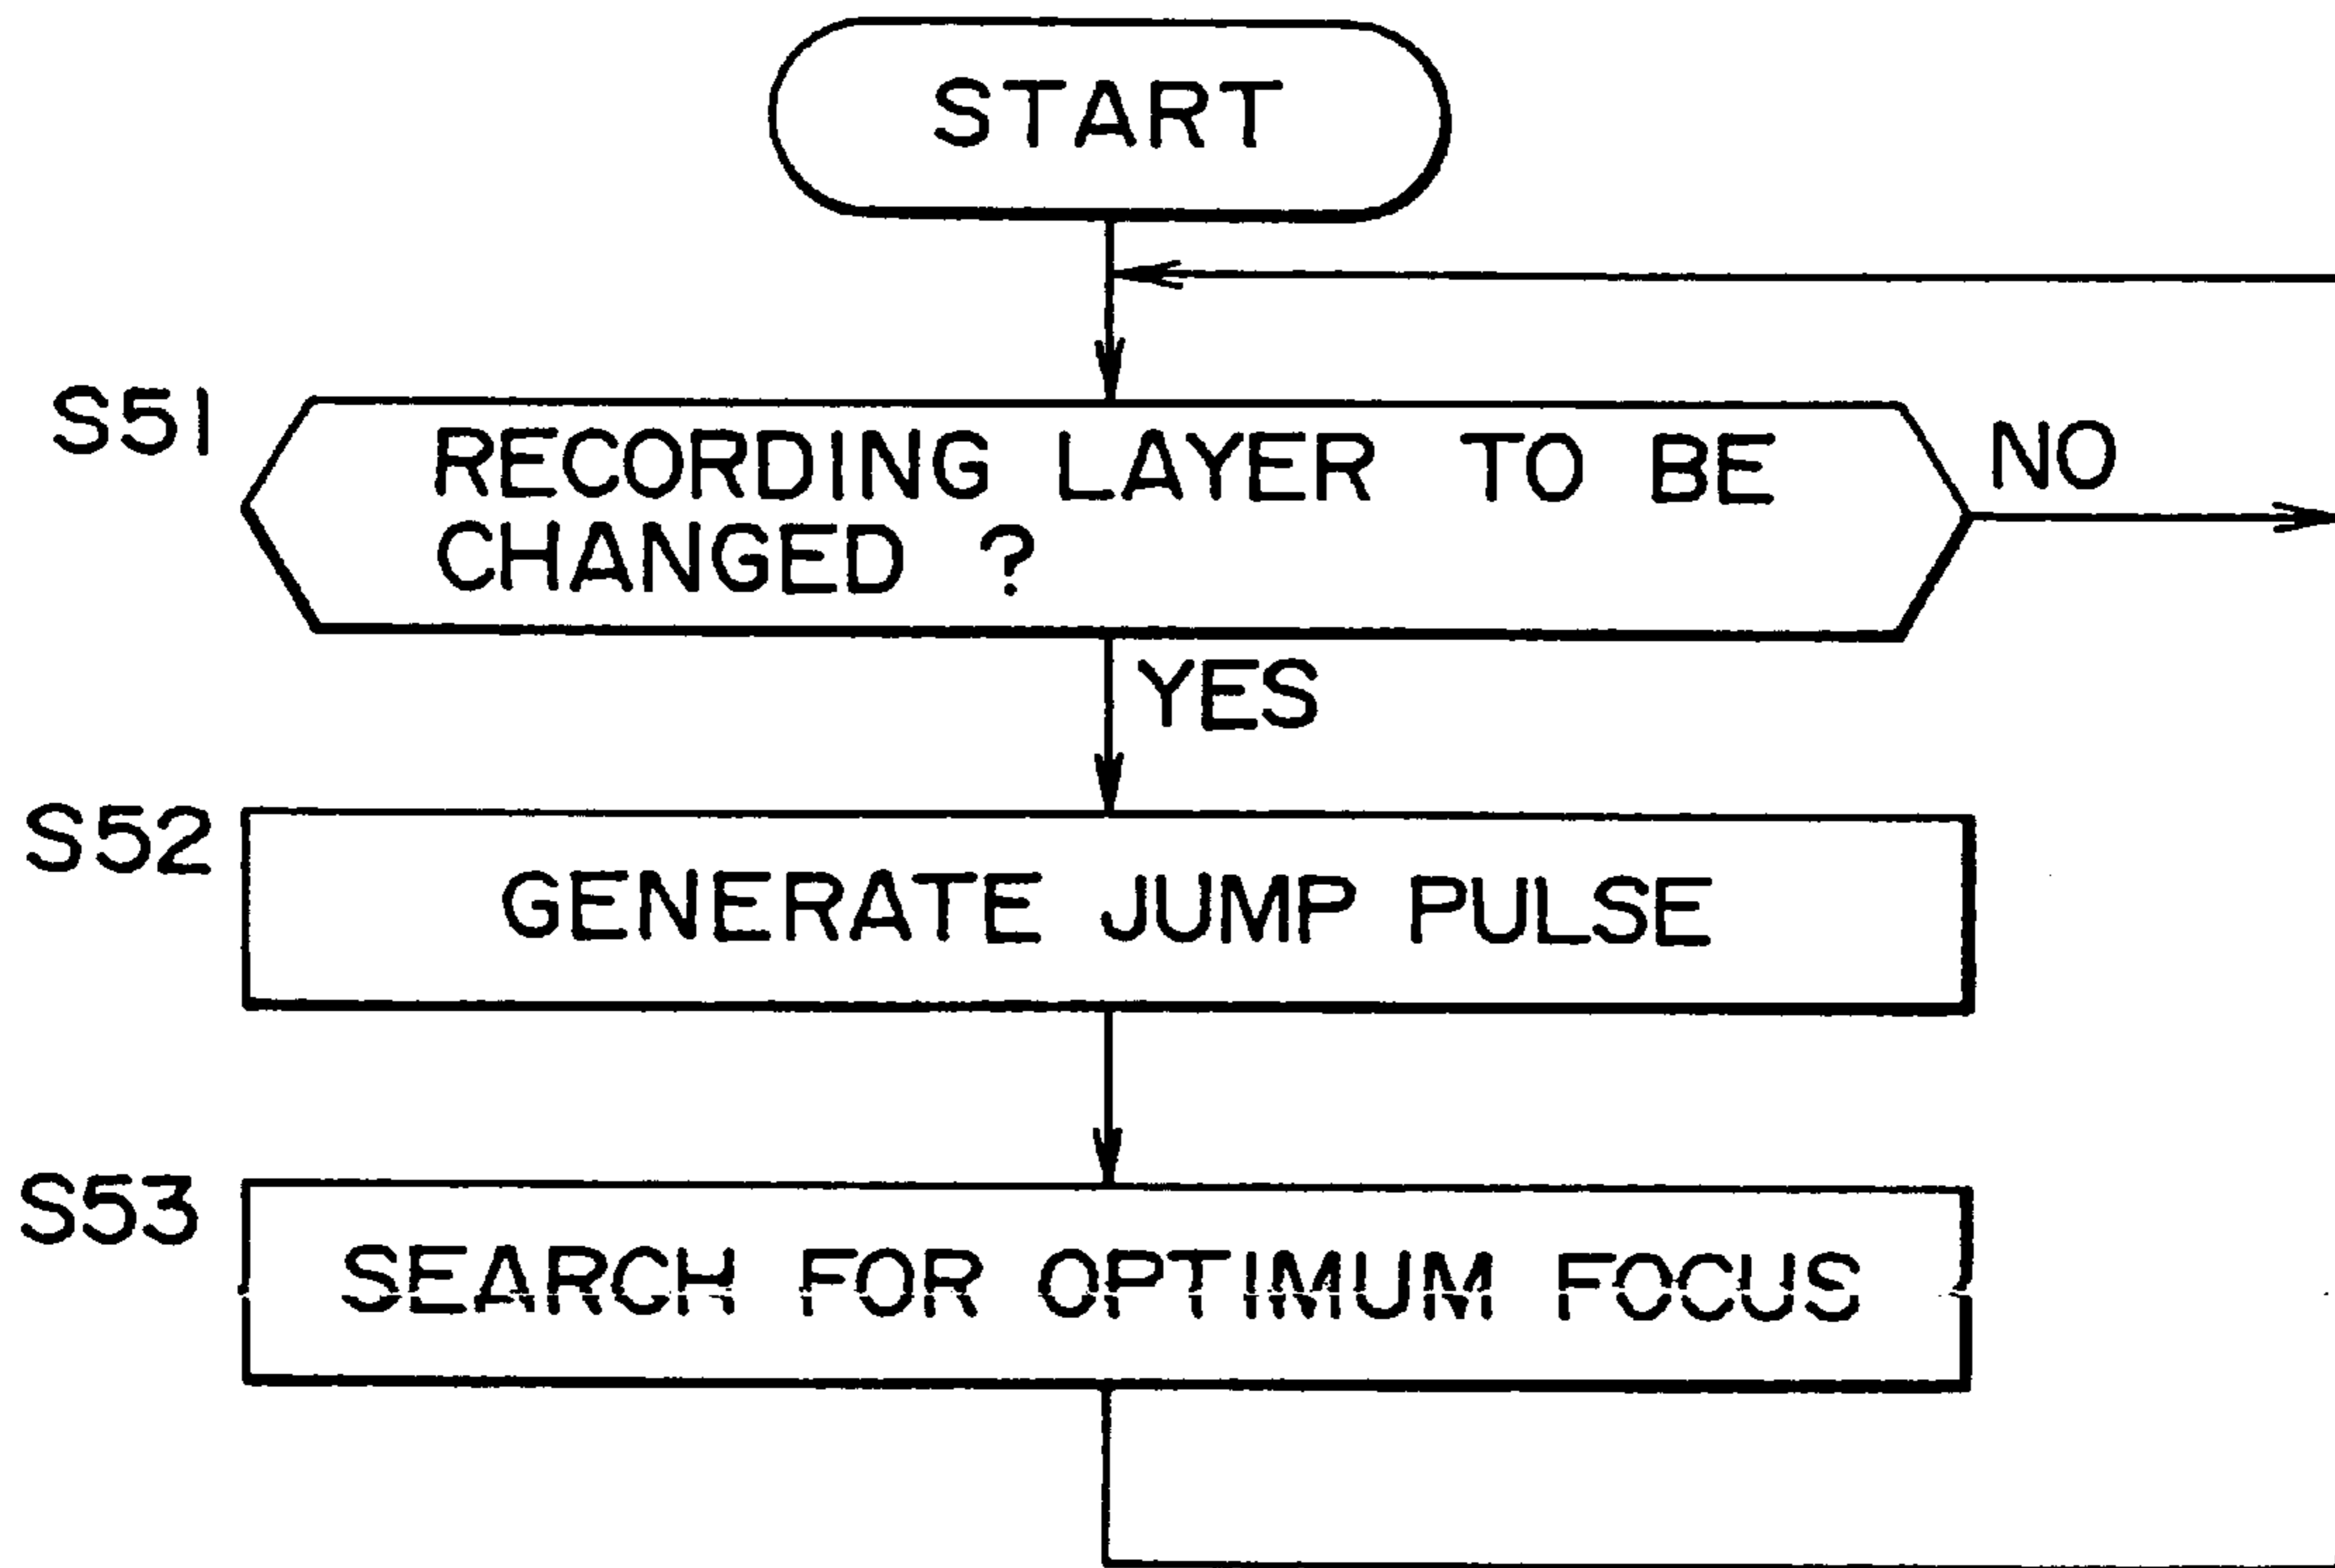 START
S51
RECORDING LAYER TO BE
CHANGED ?
NO
YES
S52
GENERATE JUMP PULSE
S53
SEARCH FOR OPTIMUM FOCUS